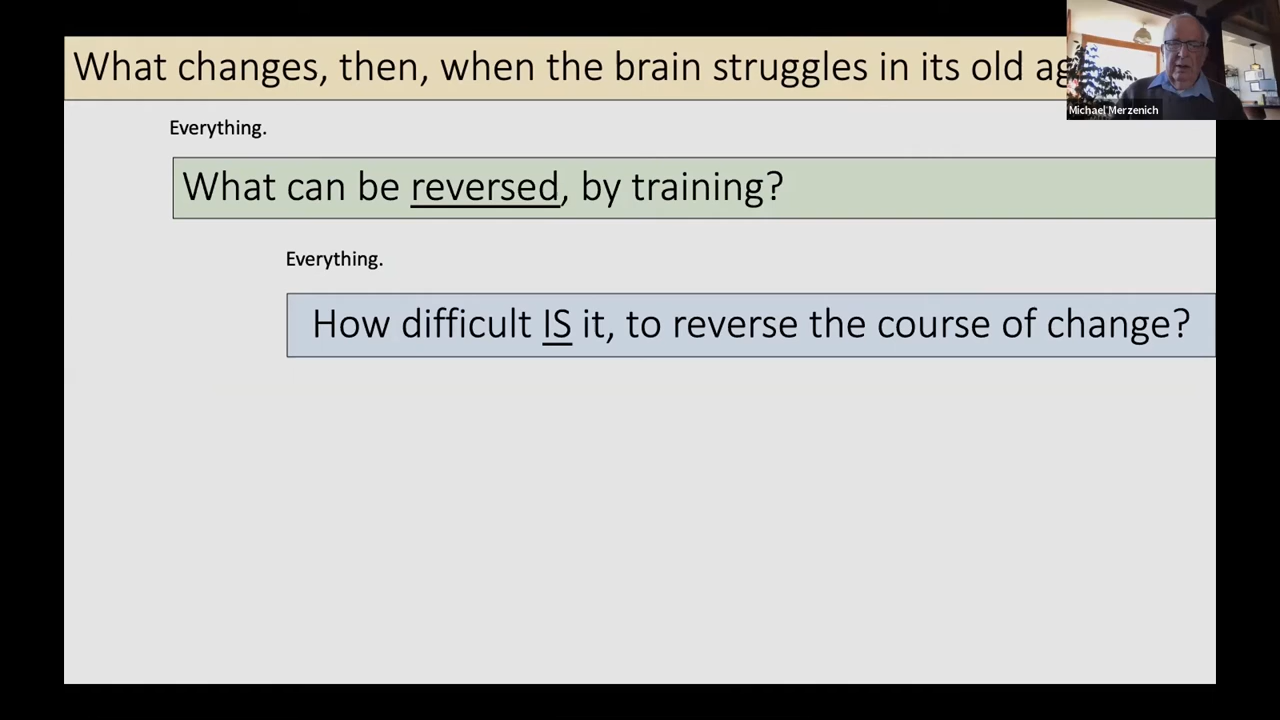 What changes, then, when the brain struggles in its old
Michael Merzenich
Everything.
What can be reversed, by training?
Everything.
How difficult IS it, to reverse the course of change?